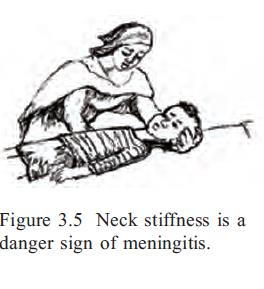 Figure 3.5 Neck stiffness is a
danger sign of meningitis.